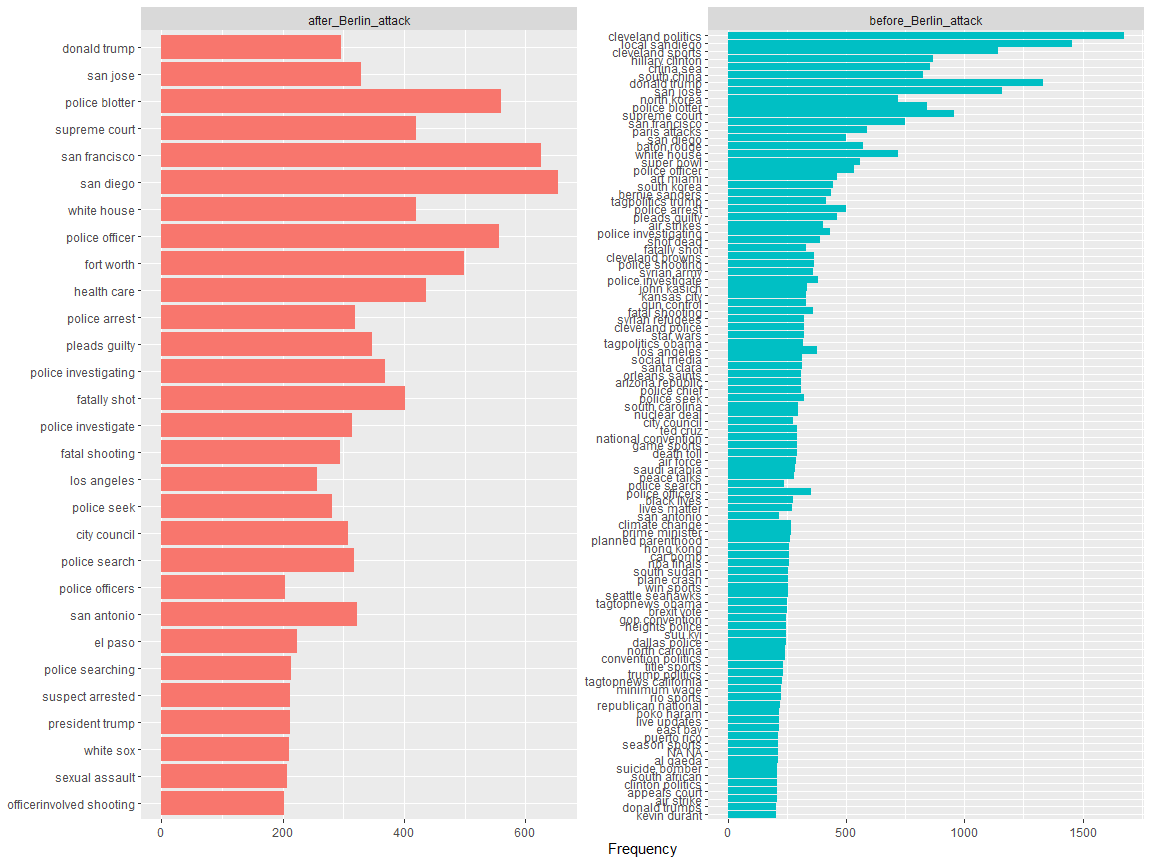 after_Berlin_attack
donald trump
san jose
police blotter
supreme court
san francisco
san diego
white house
police officer
fort worth
health care
police arrest
pleads guilty
police investigating
fatally shot
police investigate
fatal shooting
los angeles
police seek
city council
police search
police officers
san antonio
el paso
police searching
suspect arrested
president trump
white sox
sexual assault
officerinvolved shooting
0 200 400 600
before_Berlin_attack
cleveland politics
local sandiego
cleveland sports
hillary clinton
china sea
south china
donald trump
san jose
north korea
police blotter
supreme court
san francisco
paris attacks
san diego
baton rouge
white house
super bowl
police officer
art miami
south korea
bernie sanders
tagpolitics trump
police arrest
pleads guilty
air strikes
police investigating
shot dead
fatally shot
cleveland browns
police shooting
syrian army
police investigate
john kasich
kansas city
gun control
fatal shooting
syrian refugees
cleveland police
star wars
tagpolitics obama
los angeles
social media
santa clara
orleans saints
arizona republic
police chief
police seek
south carolina
nuclear deal
city council
ted cruz
national convention
game sports
death toll
air force
saudi arabia
peace talks
police search
police officers
black lives
lives matter
san antonio
climate change
prime minister
planned parenthood
hong kong
car bomb
nba finals
south sudan
plane crash
win sports
seattle seahawks
tagtopnews obama
brexit vote
gop convention
heights police
suu kyi
dallas police
north carolina
convention politics
title sports
trump politics
tagtopnews california
minimum wage
rio sports
republican national
boko haram
live updates
east bay
puerto rico
season sports
NA NA
al qaeda
suicide bomber
south african
clinton politics
appeals court
air strike
donald trumps
kevin durant
0 500 1000 1500
Frequency